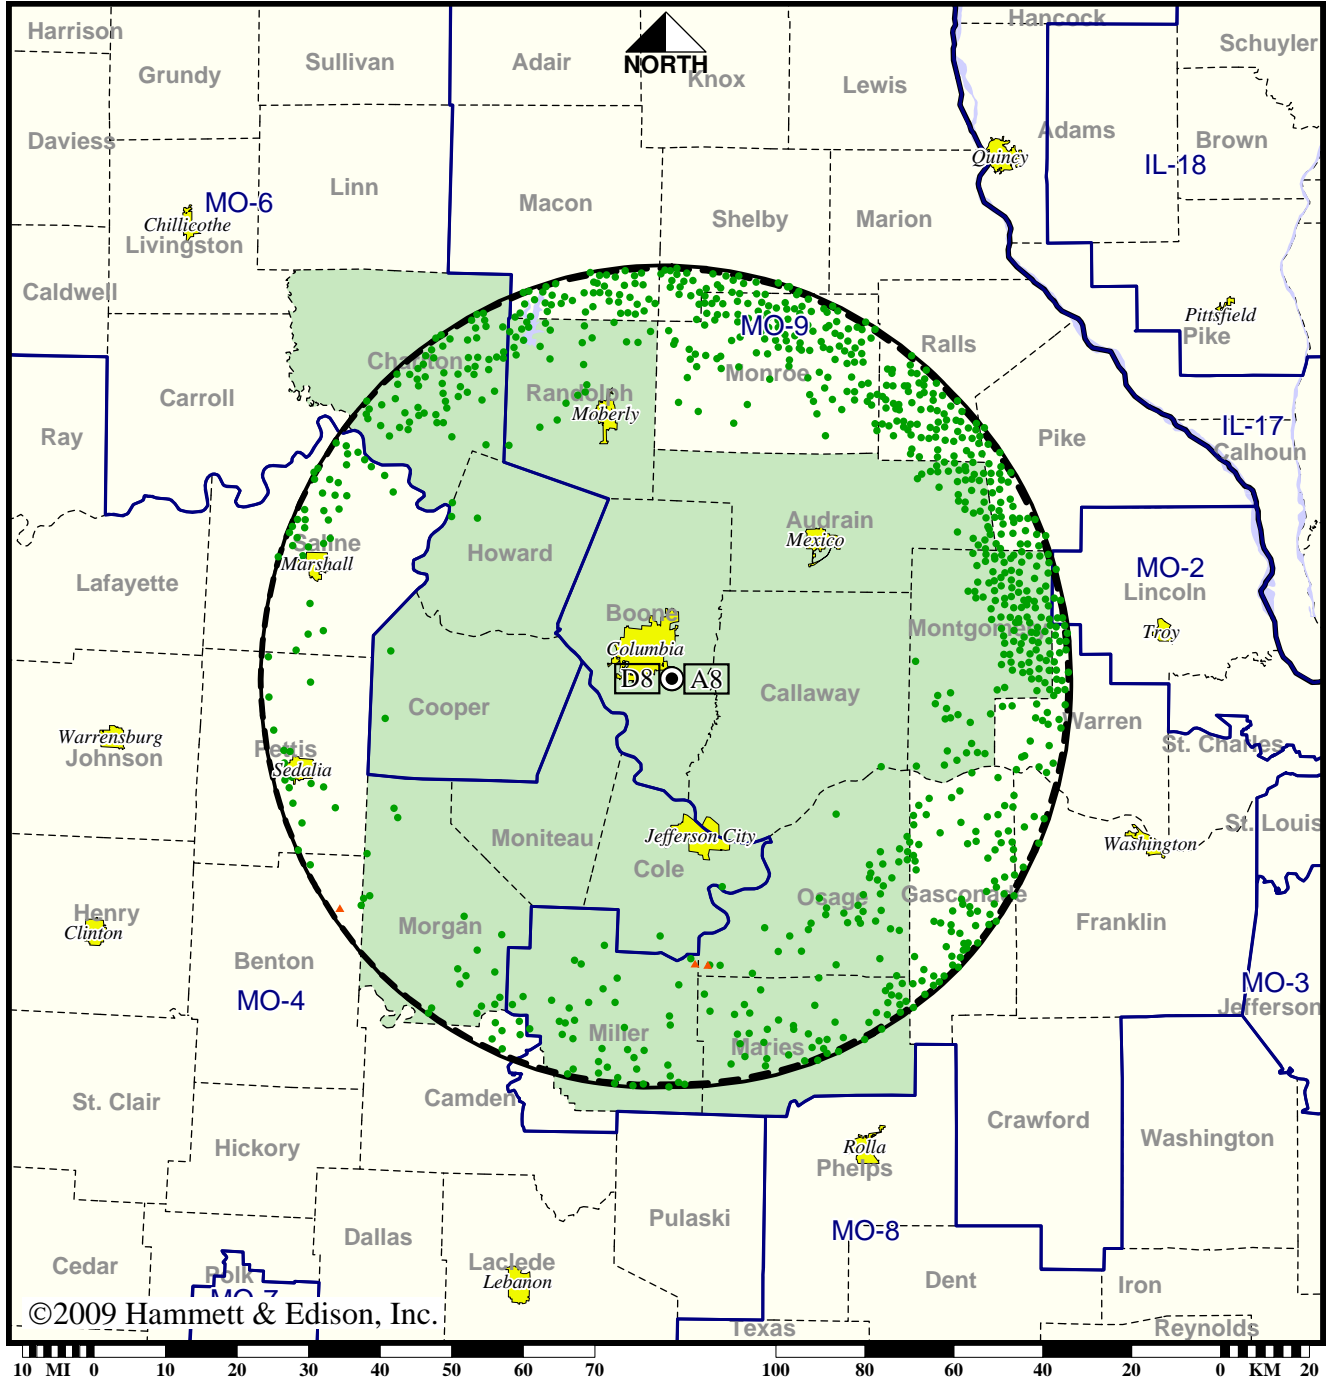 Hancock
Harrison
Schuyler
Grundy
Sullivan
Adair
NORTH
Knox
Lewis
Daviess
Adams
Brown
Quincy
IL-18
Linn
MO-6
Macon
Shelby
Marion
Chillicothe
Livingston
Caldwell
Pittsfield
Pike
MO-9
Ralls
Chariton
Monroe
Carroll
Randolph
Moberly
Ray
Pike
IL-17
Calhoun
Audrain
Mexico
Saline
Marshall
Howard
MO-2
Lincoln
Lafayette
Boone
Montgomery
Troy
Columbia
D8
A8
Callaway
Cooper
Warren
Warrensburg
Johnson
Pettis
Sedalia
St. Charles
St. Louis
Moniteau
Jefferson City
Washington
Cole
Osage
Gasconade
Henry
Clinton
Morgan
Franklin
Benton
MO-4
MO-3
Jefferson
Miller
Maries
St. Clair
Camden
Crawford
Washington
Hickory
Rolla
Phelps
Pulaski
MO-8
Dallas
Cedar
Laclede
Lebanon
Polk
MO-7
Dent
Iron
©2009 Hammett & Edison, Inc.
Texas
Reynolds
10 MI 0 10 20 30 40 50 60 70 100 80 60 40 20 0 KM 20